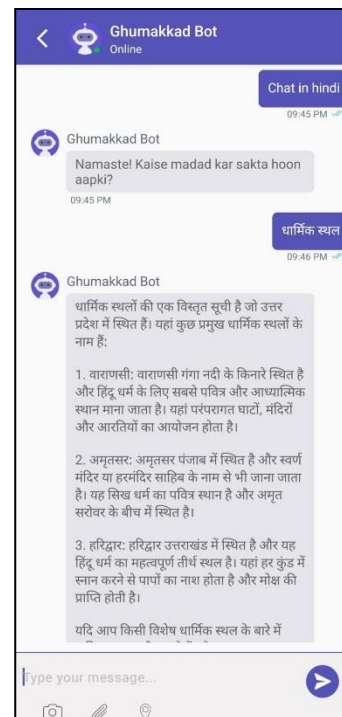 Ghumakkad Bot
Online
Chat in hindi
09:45 PM
Ghumakkad Bot
Namaste! Kaise madad kar sakta hoon
aapki?
09:45 PM
धार्मिक स्थल
09:46 PM
Ghumakkad Bot
धार्मिक स्थलों की एक विस्तृत सूची है जो उत्तर
प्रदेश में स्थित हैं। यहां कुछ प्रमुख धार्मिक स्थलों के
नाम हैं:
1. वाराणसी: वाराणसी गंगा नदी के किनारे स्थित है
और हिंदू धर्म के लिए सबसे पवित्र और आध्यात्मिक
स्थान माना जाता है। यहां परंपरागत घाटों, मंदिरों
और आरतियों का आयोजन होता है।
2. अमृतसर: अमृतसर पंजाब में स्थित है और स्वर्ण
मंदिर या हरमंदिर साहिब के नाम से भी जाना जाता
है। यह सिख धर्म का पवित्र स्थान है और अमृत
सरोवर के बीच में स्थित है।
3. हरिद्वार: हरिद्वार उत्तराखंड में स्थित है और यह
हिंदू धर्म का महत्वपूर्ण तीर्थ स्थल है। यहां हर कुंड में
स्नान करने से पापों का नाश होता है और मोक्ष की
प्राप्ति होती है।
यदि आप किसी विशेष धार्मिक स्थल के बारे में
Type your message...